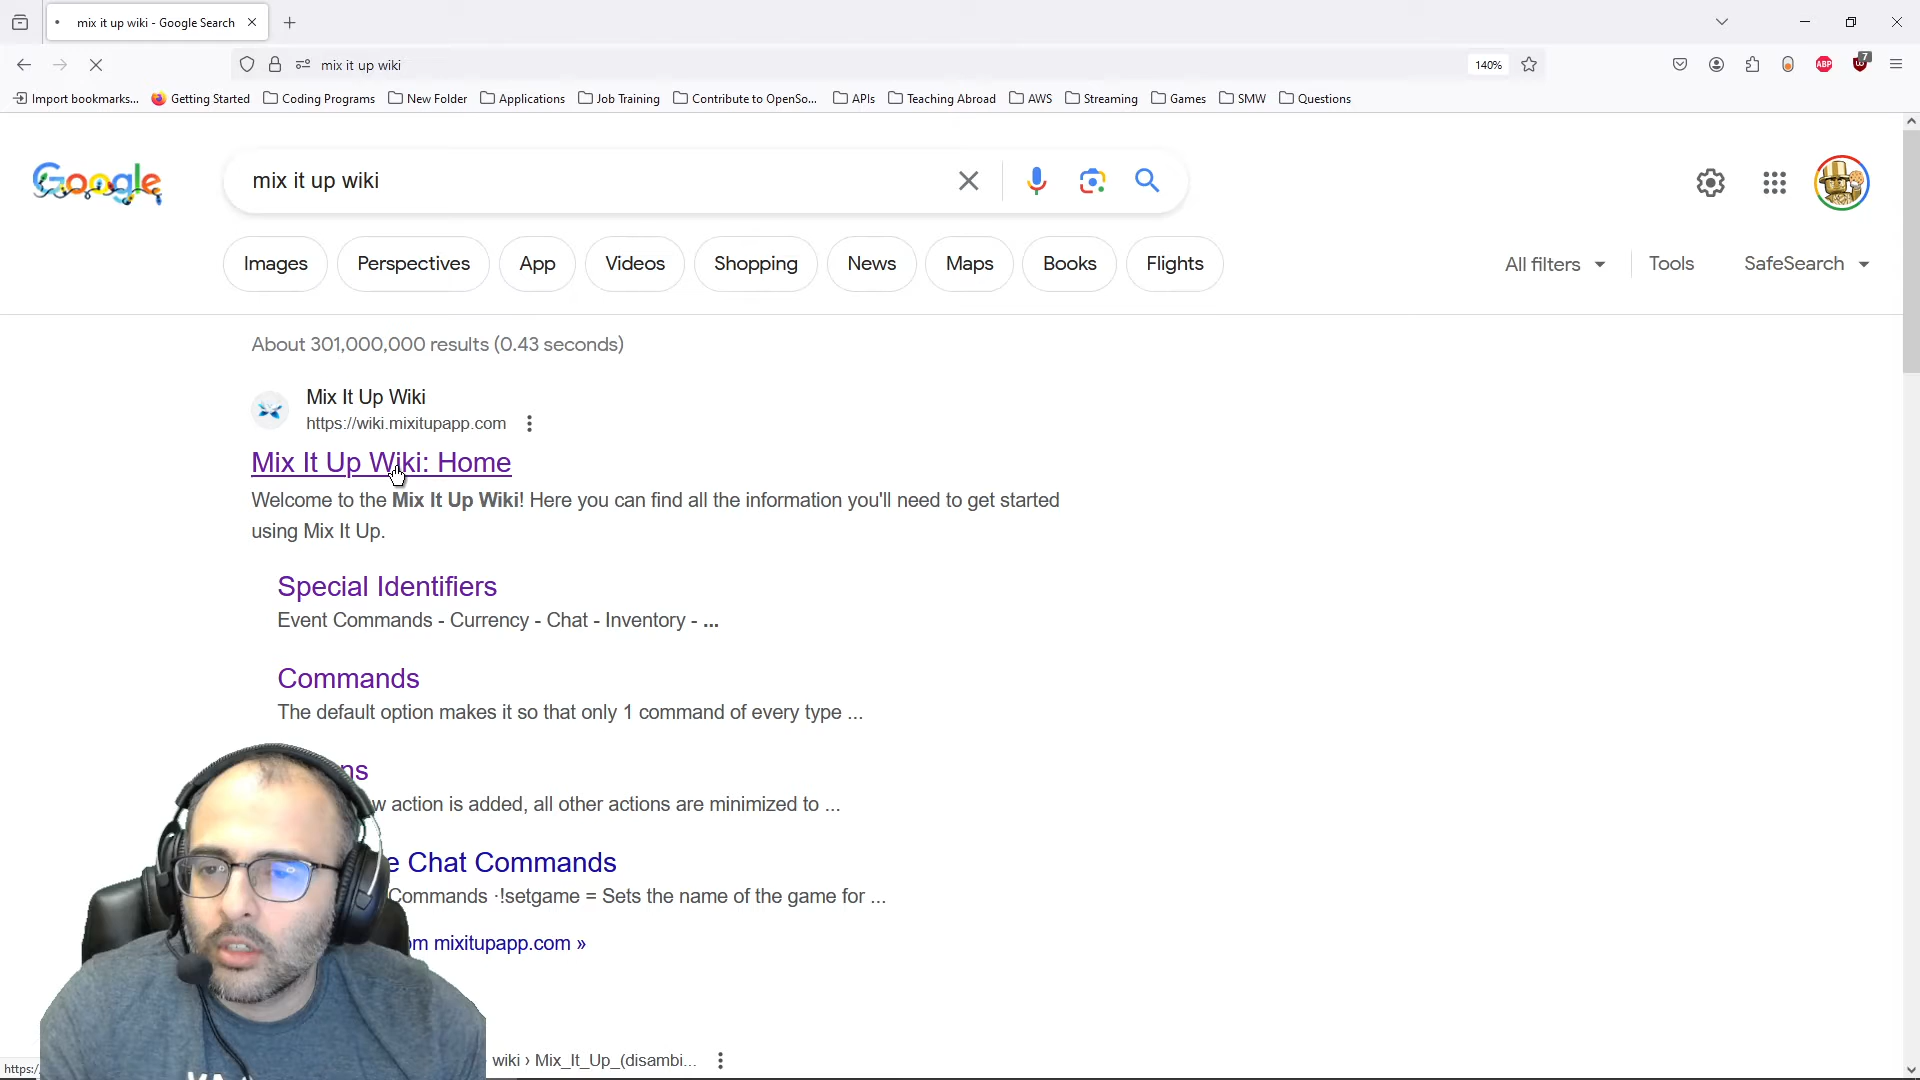 mix it up wiki - Google Search
mix it up wiki
140%
ABP
7
Import bookmarks...
Getting Started
Coding Programs
New Folder
Applications
Job Training
Contribute to OpenSo...
APIs
Teaching Abroad
AWS
Streaming
Games
SMW
Questions
Google
mix it up wiki
Images
Perspectives
App
Videos
Shopping
News
Maps
Books
Flights
All filters
Tools
SafeSearch
About 301,000,000 results (0.43 seconds)
Mix It Up Wiki
https://wiki.mixitupapp.com
Mix It Up Wiki: Home
Welcome to the Mix It Up Wiki! Here you can find all the information you'll need to get started
using Mix It Up.
Special Identifiers
Event Commands - Currency - Chat - Inventory - ...
Commands
The default option makes it so that only 1 command of every type ...
ns
w action is added, all other actions are minimized to ...
e Chat Commands
Commands ·!setgame = Sets the name of the game for ...
om mixitupapp.com »
wiki › Mix_It_Up_(disambi...
https:/